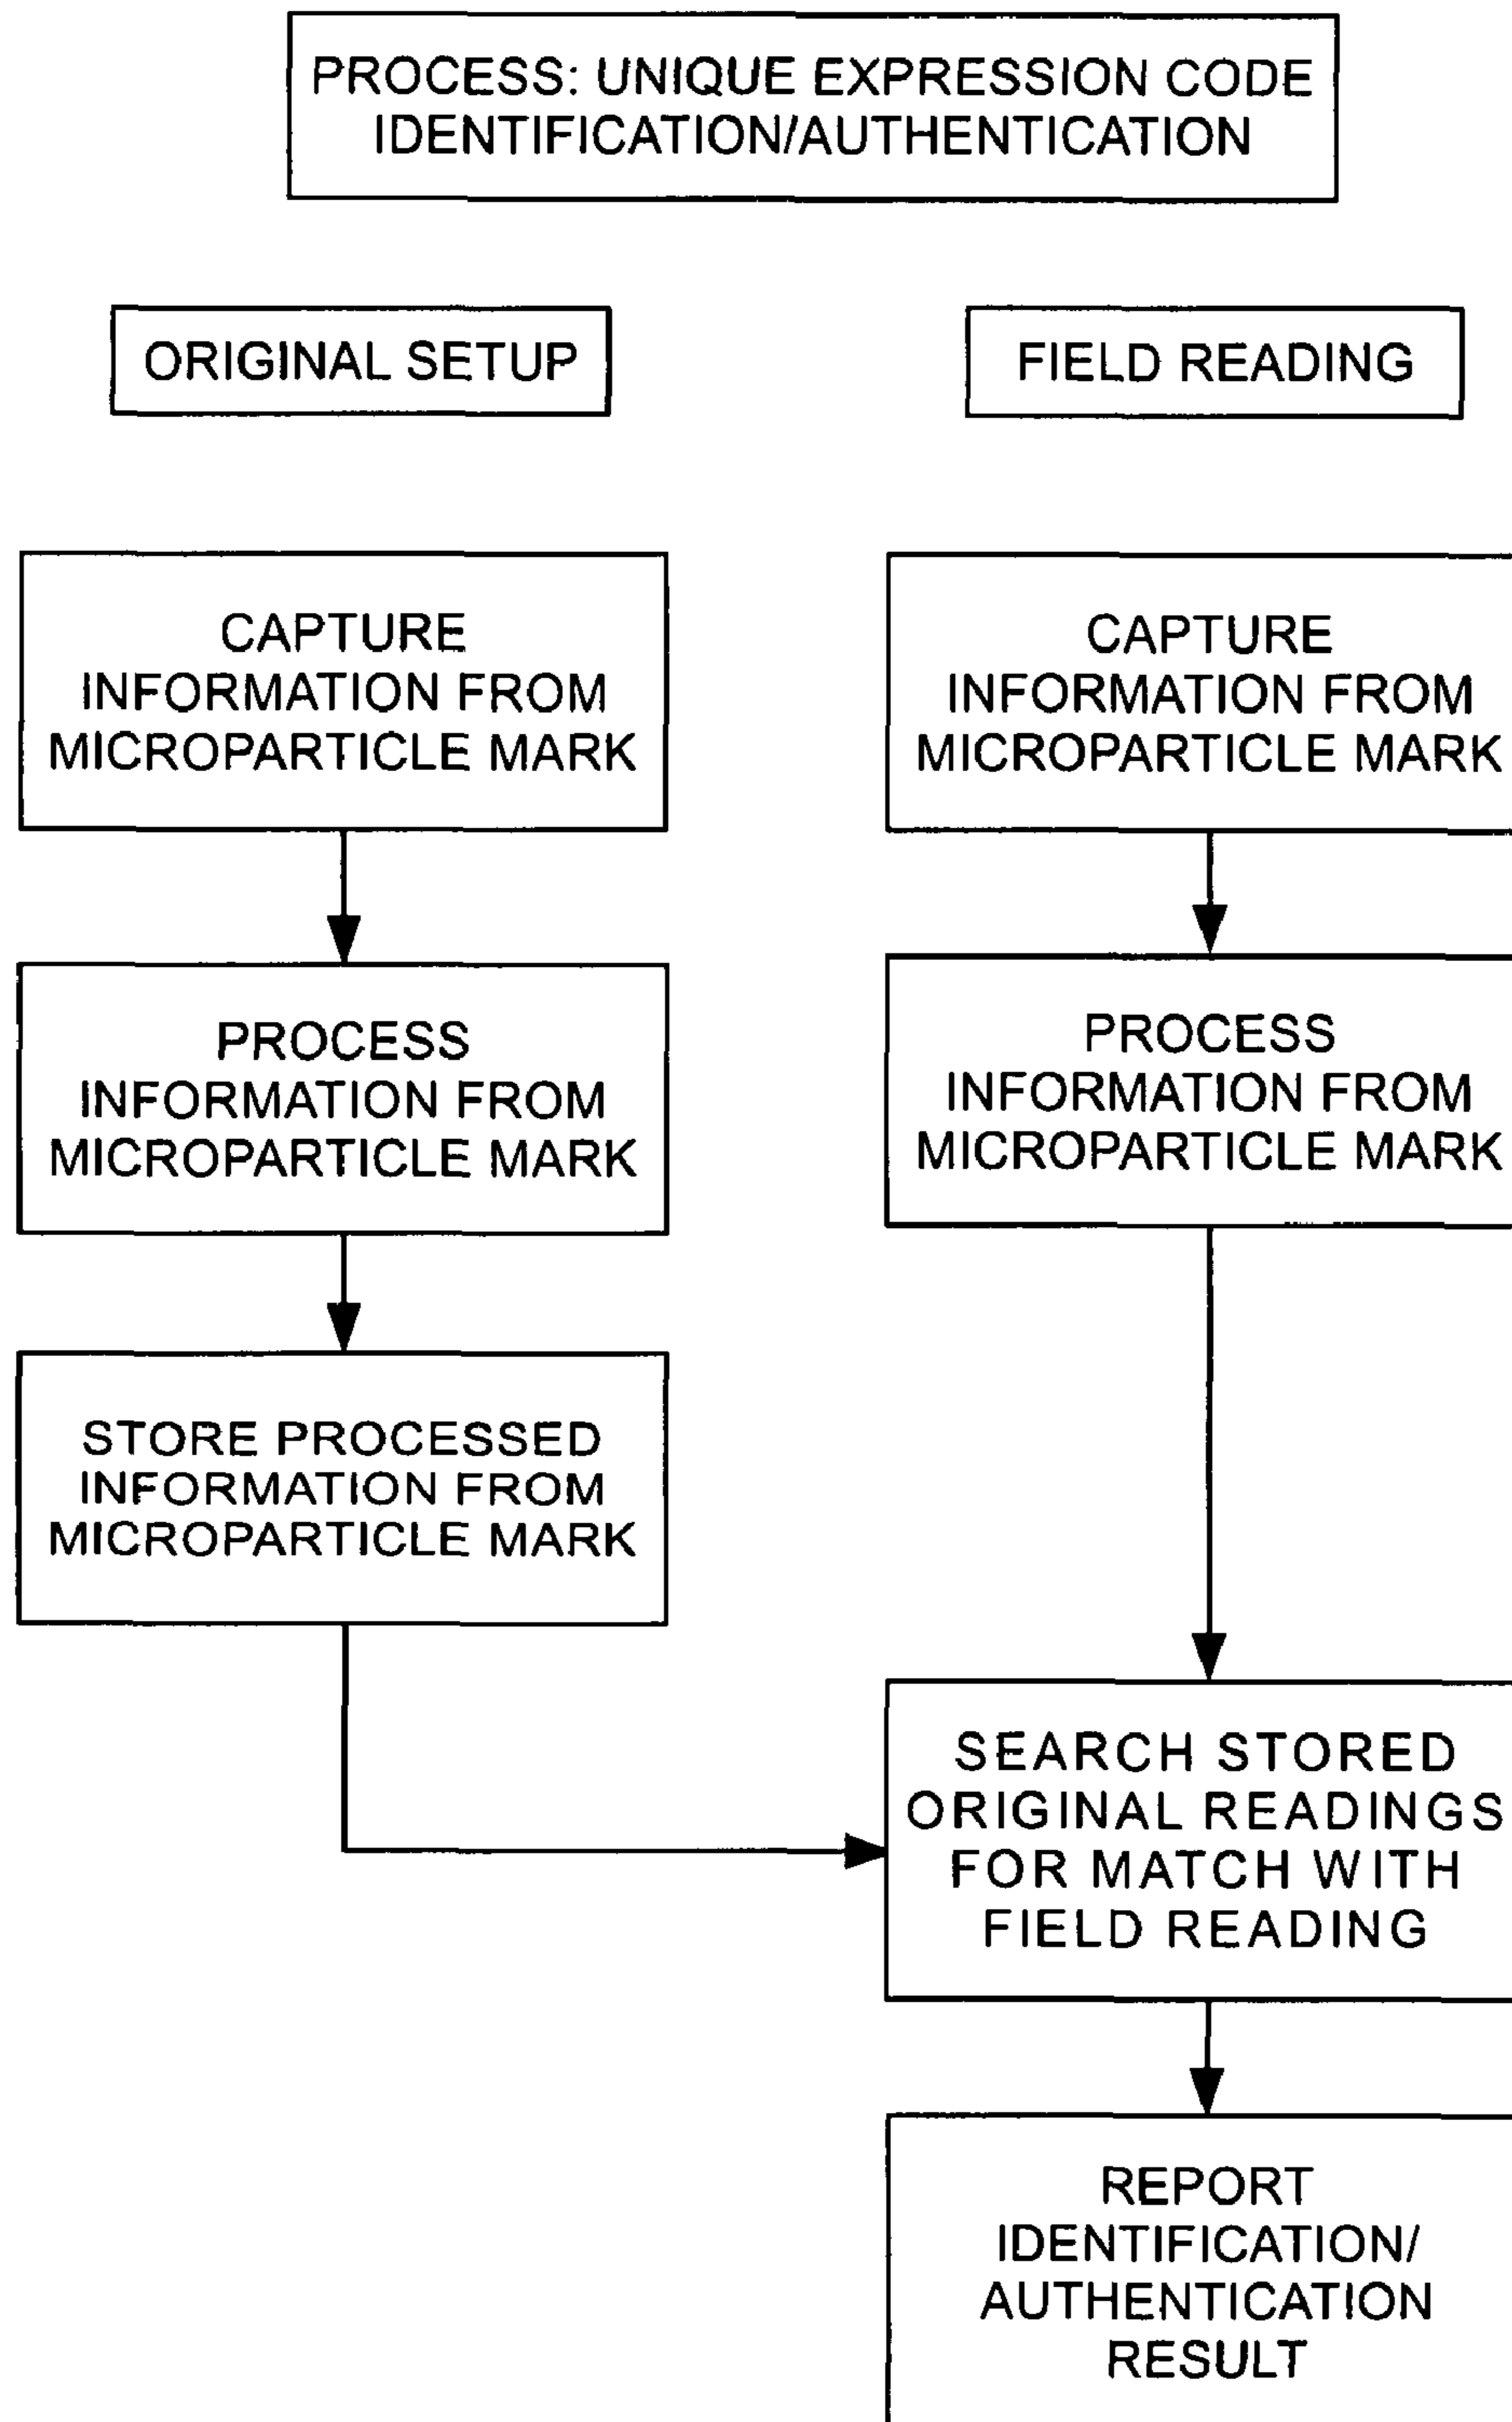 PROCESS: UNIQUE EXPRESSION CODE
IDENTIFICATION/AUTHENTICATION
ORIGINAL SETUP
FIELD READING
CAPTURE
INFORMATION FROM
MICROPARTICLE MARK
CAPTURE
INFORMATION FROM
MICROPARTICLE MARK
PROCESS
INFORMATION FROM
MICROPARTICLE MARK
PROCESS
INFORMATION FROM
MICROPARTICLE MARK
STORE PROCESSED
INFORMATION FROM
MICROPARTICLE MARK
SEARCH STORED
ORIGINAL READINGS
FOR MATCH WITH
FIELD READING
REPORT
IDENTIFICATION/
AUTHENTICATION
RESULT